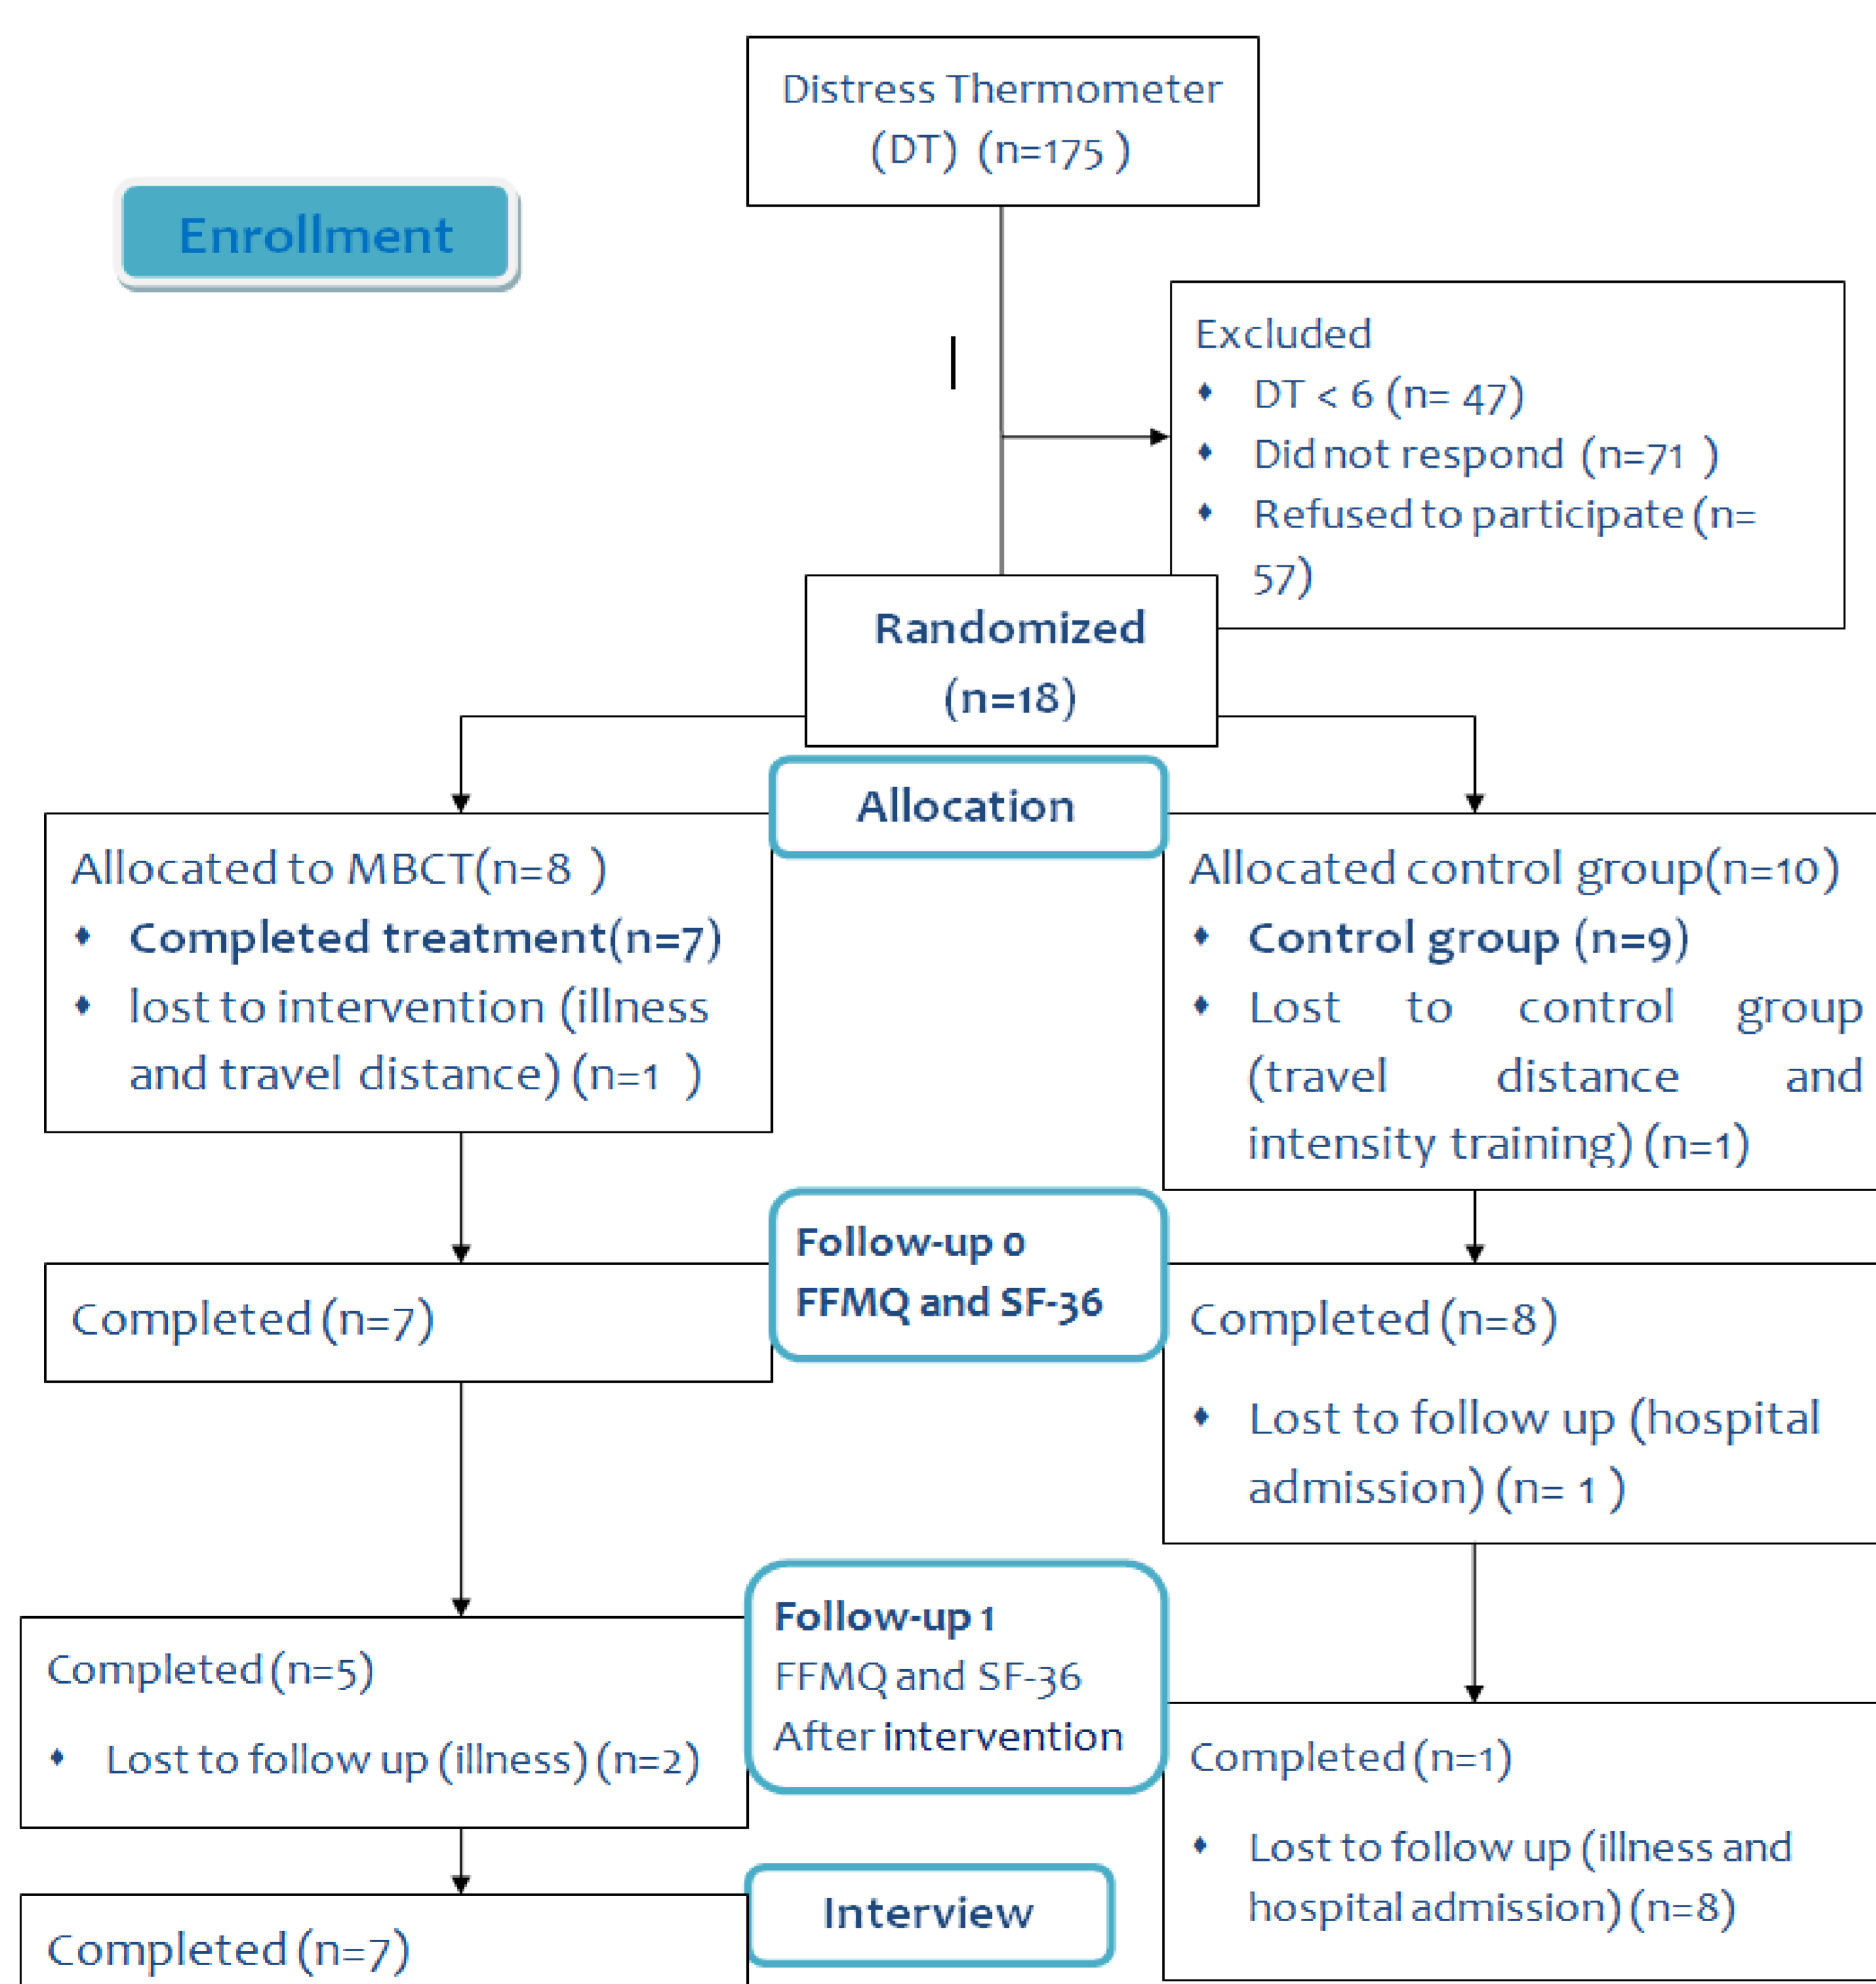 Distress Thermometer
(DT) (n=175 )
Enrollment
Excluded
♦ DT < 6 (n= 47)
♦ Did not respond (n=71 )
♦ Refused to participate (n=
57)
Randomized
(n=18)
Allocation
Allocated to MBCT(n=8 )
♦ Completed treatment(n=7)
♦ lost to intervention (illness
and travel distance) (n=1 )
Allocated control group(n=10)
♦ Control group (n=9)
♦ Lost to control group
(travel distance and
intensity training) (n=1)
Follow-up 0
FFMQ and SF-36
Completed (n=7)
Completed (n=8)
♦ Lost to follow up (hospital
admission) (n= 1 )
Follow-up 1
FFMQ and SF-36
After intervention
Completed (n=5)
♦ Lost to follow up (illness) (n=2)
Completed (n=1)
♦ Lost to follow up (illness and
hospital admission) (n=8)
Interview
Completed (n=7)